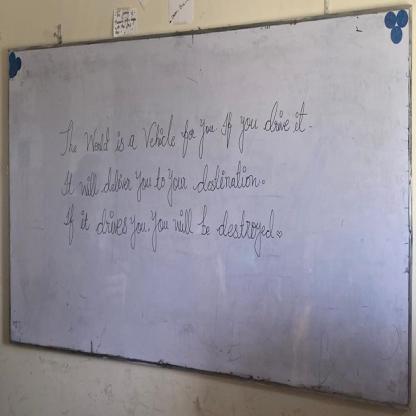 The World is a Vehicle for you. If you drive it.
It will deliver you to your destination.
If it drives you. You will be destroyed.